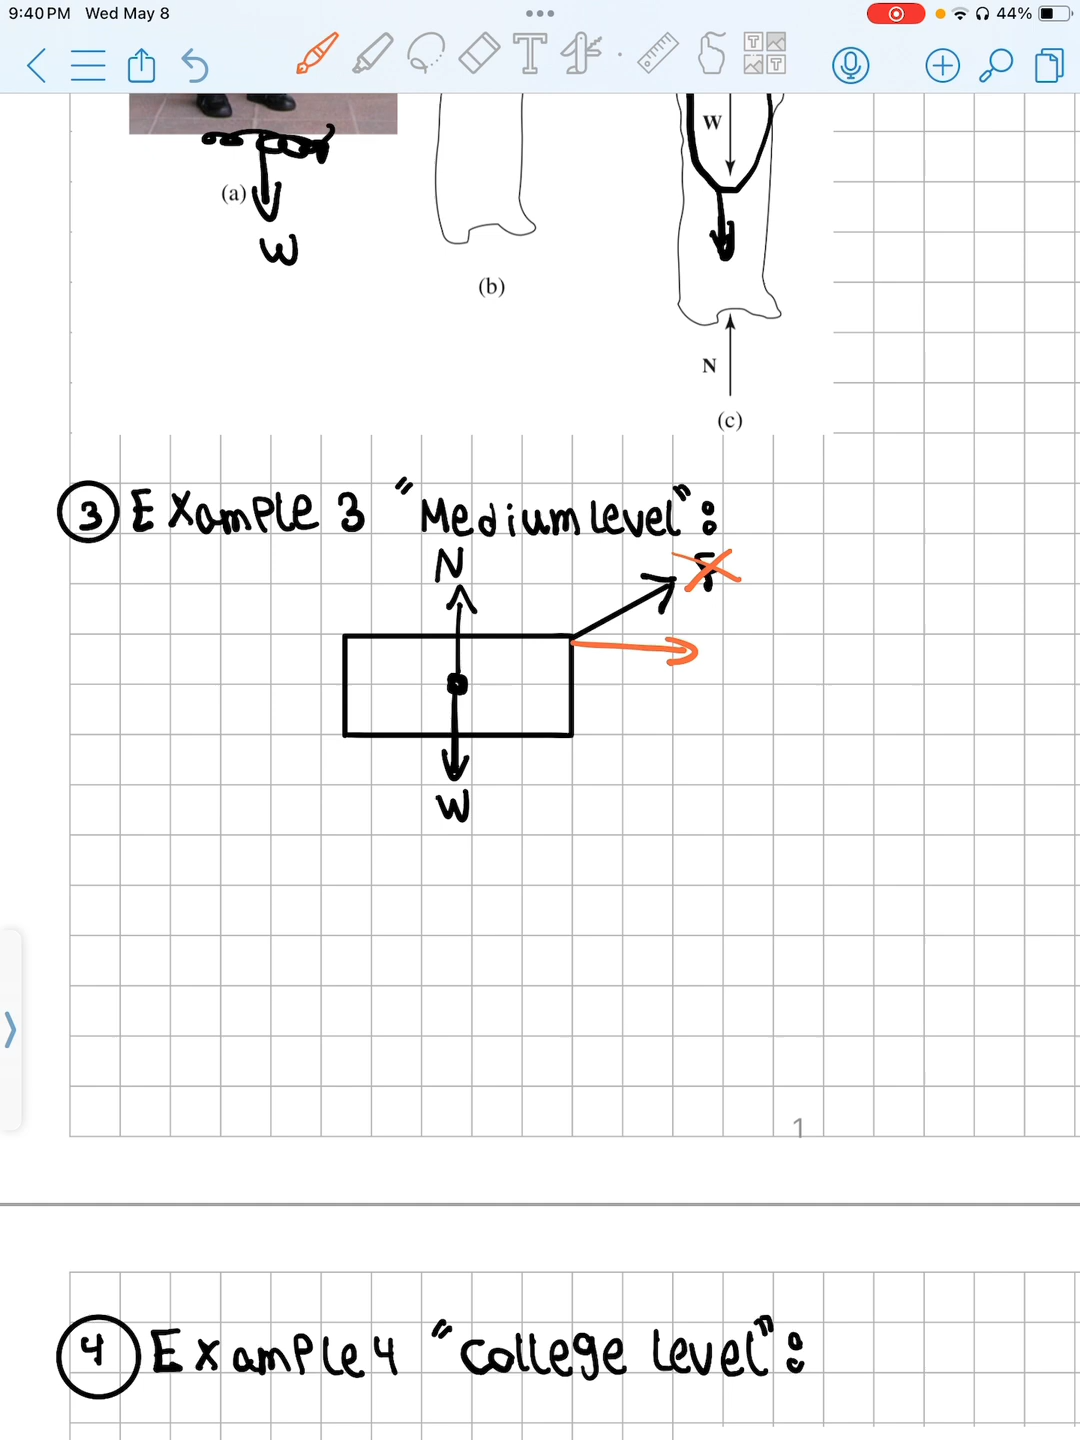 9:40 PM Wed May 8
44%
T
T
T
W
(a)
W
(b)
N
(c)
3 Example 3 "Medium level":
N
W
1
4 Example 4 "College level":